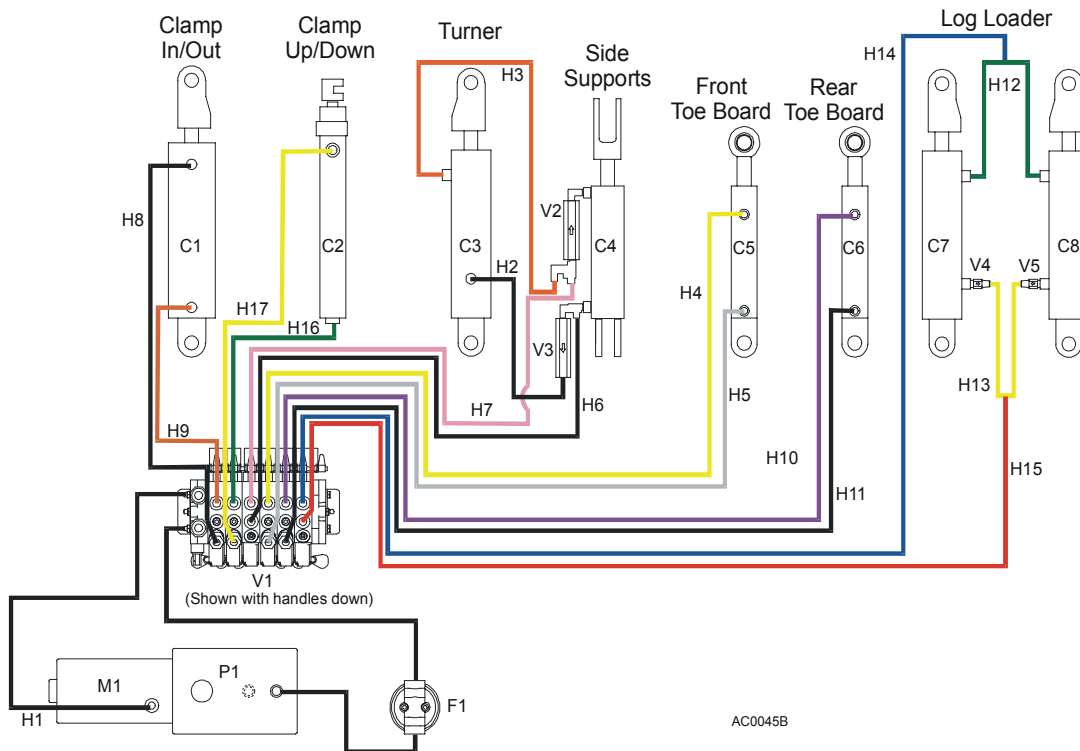 Clamp
In/Out
Clamp
Up/Down
Turner
Side
Supports
Front
Toe Board
Rear
Toe Board
Log Loader
H14
H3
H12
H8
V2
C1
C2
C3
C4
C5
C6
C7
C8
H2
V4
V5
H4
H17
H16
V3
H13
H7
H6
H5
H9
H10
H15
H11
V1
(Shown with handles down)
P1
M1
F1
H1
AC0045B